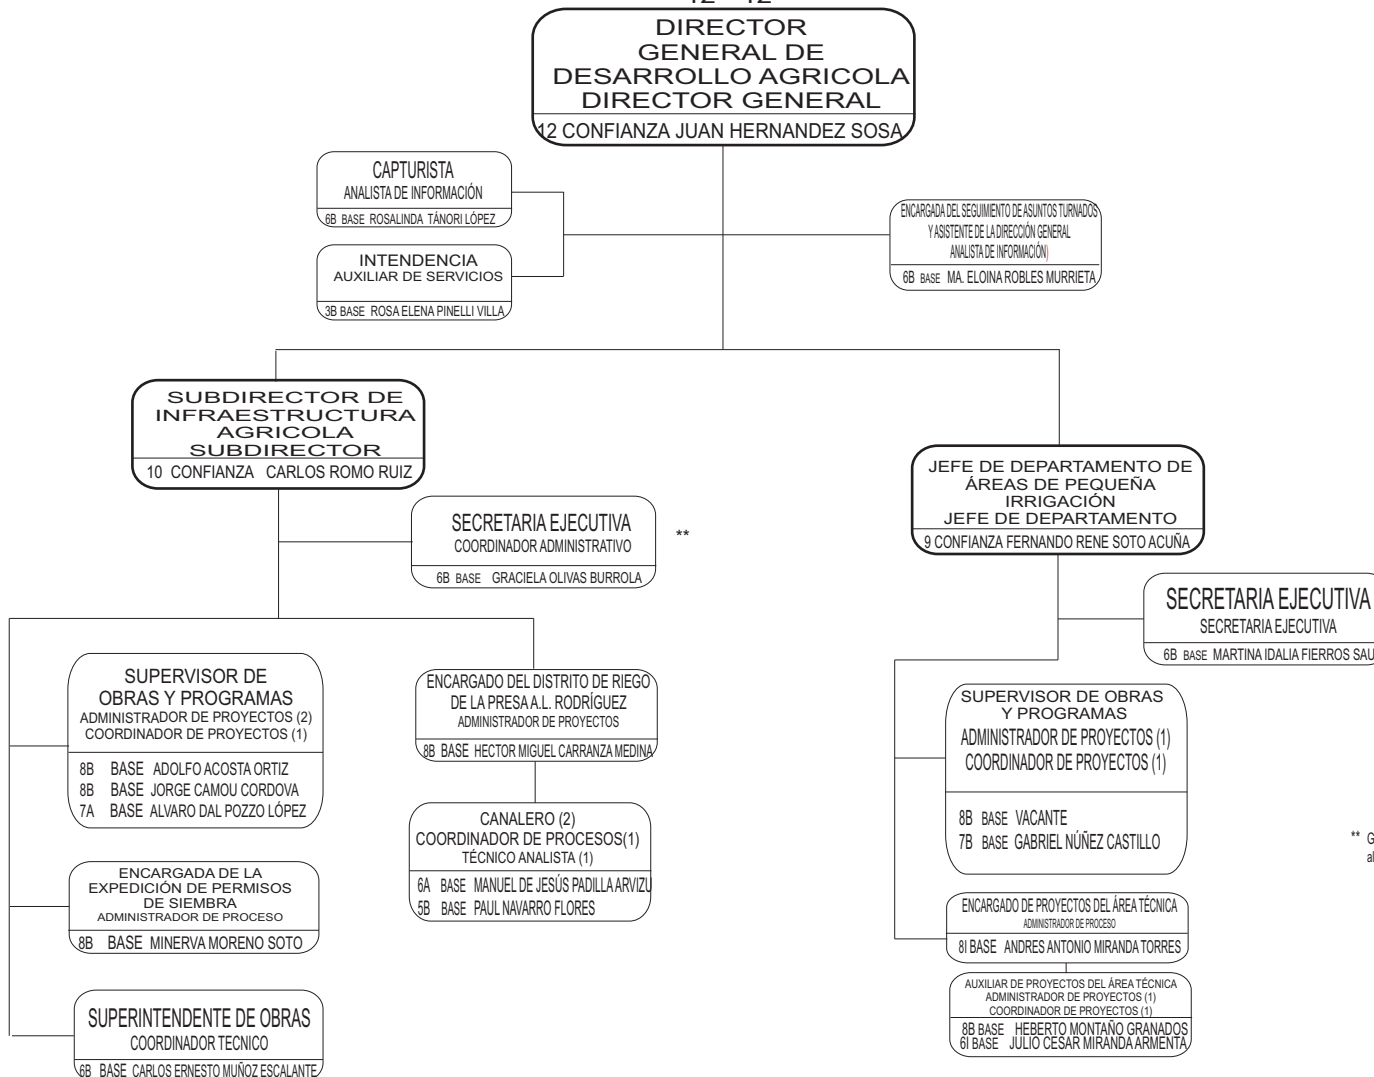 12 12
DIRECTOR
GENERAL DE
DESARROLLO AGRICOLA
DIRECTOR GENERAL
12 CONFIANZA JUAN HERNANDEZ SOSA
CAPTURISTA
ANALISTA DE INFORMACIÓN
6B BASE ROSALINDA TÁNORI LÓPEZ
INTENDENCIA
AUXILIAR DE SERVICIOS
3B BASE ROSA ELENA PINELLI VILLA
ENCARGADA DEL SEGUIMIENTO DE ASUNTOS TURNADOS
Y ASISTENTE DE LA DIRECCIÓN GENERAL
ANALISTA DE INFORMACIÓN)
6B BASE MA. ELOINA ROBLES MURRIETA
SUBDIRECTOR DE
INFRAESTRUCTURA
AGRICOLA
SUBDIRECTOR
10 CONFIANZA CARLOS ROMO RUIZ
SECRETARIA EJECUTIVA
COORDINADOR ADMINISTRATIVO
6B BASE GRACIELA OLIVAS BURROLA
**
SUPERVISOR DE
OBRAS Y PROGRAMAS
ADMINISTRADOR DE PROYECTOS (2)
COORDINADOR DE PROYECTOS (1)
8B BASE ADOLFO ACOSTA ORTIZ
8B BASE JORGE CAMOU CORDOVA
7A BASE ALVARO DAL POZZO LÓPEZ
ENCARGADA DE LA
EXPEDICIÓN DE PERMISOS
DE SIEMBRA
ADMINISTRADOR DE PROCESO
8B BASE MINERVA MORENO SOTO
SUPERINTENDENTE DE OBRAS
COORDINADOR TECNICO
6B BASE CARLOS ERNESTO MUÑOZ ESCALANTE
ENCARGADO DEL DISTRITO DE RIEGO
DE LA PRESA A.L. RODRÍGUEZ
ADMINISTRADOR DE PROYECTOS
8B BASE HECTOR MIGUEL CARRANZA MEDINA
CANALERO (2)
COORDINADOR DE PROCESOS(1)
TÉCNICO ANALISTA (1)
6A BASE MANUEL DE JESÚS PADILLA ARVIZU
5B BASE PAUL NAVARRO FLORES
JEFE DE DEPARTAMENTO DE
ÁREAS DE PEQUEÑA
IRRIGACIÓN
JEFE DE DEPARTAMENTO
9 CONFIANZA FERNANDO RENE SOTO ACUÑA
SECRETARIA EJECUTIVA
SECRETARIA EJECUTIVA
6B BASE MARTINA IDALIA FIERROS SAU
SUPERVISOR DE OBRAS
Y PROGRAMAS
ADMINISTRADOR DE PROYECTOS (1)
COORDINADOR DE PROYECTOS (1)
8B BASE VACANTE
7B BASE GABRIEL NÚÑEZ CASTILLO
ENCARGADO DE PROYECTOS DEL ÁREA TÉCNICA
ADMINISTRADOR DE PROCESO
8I BASE ANDRES ANTONIO MIRANDA TORRES
AUXILIAR DE PROYECTOS DEL ÁREA TÉCNICA
ADMINISTRADOR DE PROYECTOS (1)
COORDINADOR DE PROYECTOS (1)
8B BASE HEBERTO MONTAÑO GRANADOS
6I BASE JULIO CESAR MIRANDA ARMENTA
** G
al